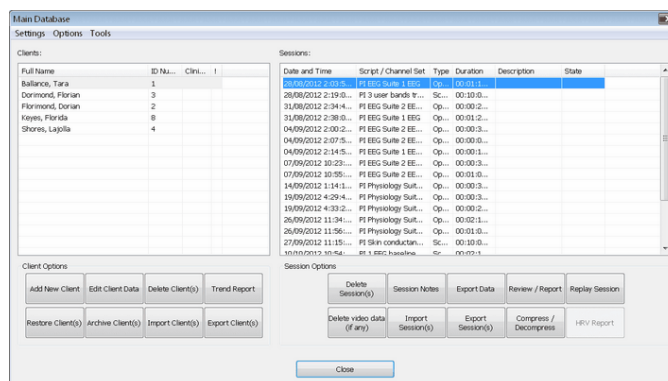 Main Database
Settings Options Tools
Clients:
Full Name ID Nu... Clini... !
Ballance, Tara 1
Dorimond, Florian 3
Florimond, Dorian 2
Keyes, Florida 8
Shores, Lajolla 4
Sessions:
Date and Time Script / Channel Set Type Duration Description State
28/08/2012 2:03:5... PI EEG Suite 1 EEG Op... 00:01:1...
28/08/2012 2:19:0... PI 3 user bands tr... Sc... 00:10:0...
31/08/2012 2:34:4... PI EEG Suite 2 EE... Op... 00:00:2...
31/08/2012 2:38:0... PI EEG Suite 1 EEG Op... 00:01:2...
04/09/2012 2:00:2... PI EEG Suite 2 EE... Op... 00:00:3...
04/09/2012 2:07:5... PI EEG Suite 2 EE... Op... 00:00:0...
04/09/2012 2:14:5... PI EEG Suite 2 EE... Op... 00:00:1...
07/09/2012 10:23:... PI EEG Suite 2 EE... Op... 00:00:3...
07/09/2012 10:55:... PI EEG Suite 2 EE... Op... 00:01:0...
14/09/2012 1:14:1... PI Physiology Suit... Op... 00:00:3...
19/09/2012 4:29:4... PI Physiology Suit... Op... 00:00:3...
19/09/2012 4:33:2... PI Physiology Suit... Op... 00:00:2...
26/09/2012 11:34:... PI Physiology Suit... Op... 00:02:1...
26/09/2012 11:56:... PI Physiology Suit... Op... 00:01:0...
27/09/2012 11:15:... PI Skin conductan... Sc... 00:10:0...
10/10/2012 10:54:... PI 1 EEG baseline... Sc... 00:02:1...
Client Options
Add New Client Edit Client Data Delete Client(s) Trend Report
Restore Client(s) Archive Client(s) Import Client(s) Export Client(s)
Session Options
Delete Session(s) Session Notes Export Data Review / Report Replay Session
Delete video data (if any) Import Session(s) Export Session(s) Compress / Decompress HRV Report
Close